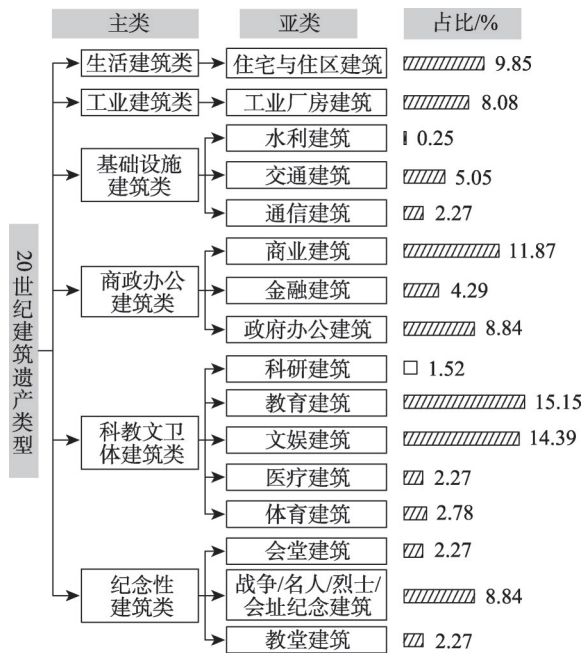 主类 亚类 占比/%
20世纪建筑遗产类型
生活建筑类 住宅与住区建筑 9.85
工业建筑类 工业厂房建筑 8.08
基础设施
建筑类
水利建筑 0.25
交通建筑 5.05
通信建筑 2.27
商政办公
建筑类
商业建筑 11.87
金融建筑 4.29
政府办公建筑 8.84
科教文卫
体建筑类
科研建筑 1.52
教育建筑 15.15
文娱建筑 14.39
医疗建筑 2.27
体育建筑 2.78
纪念性
建筑类
会堂建筑 2.27
战争/名人/烈士/
会址纪念建筑 8.84
教堂建筑 2.27